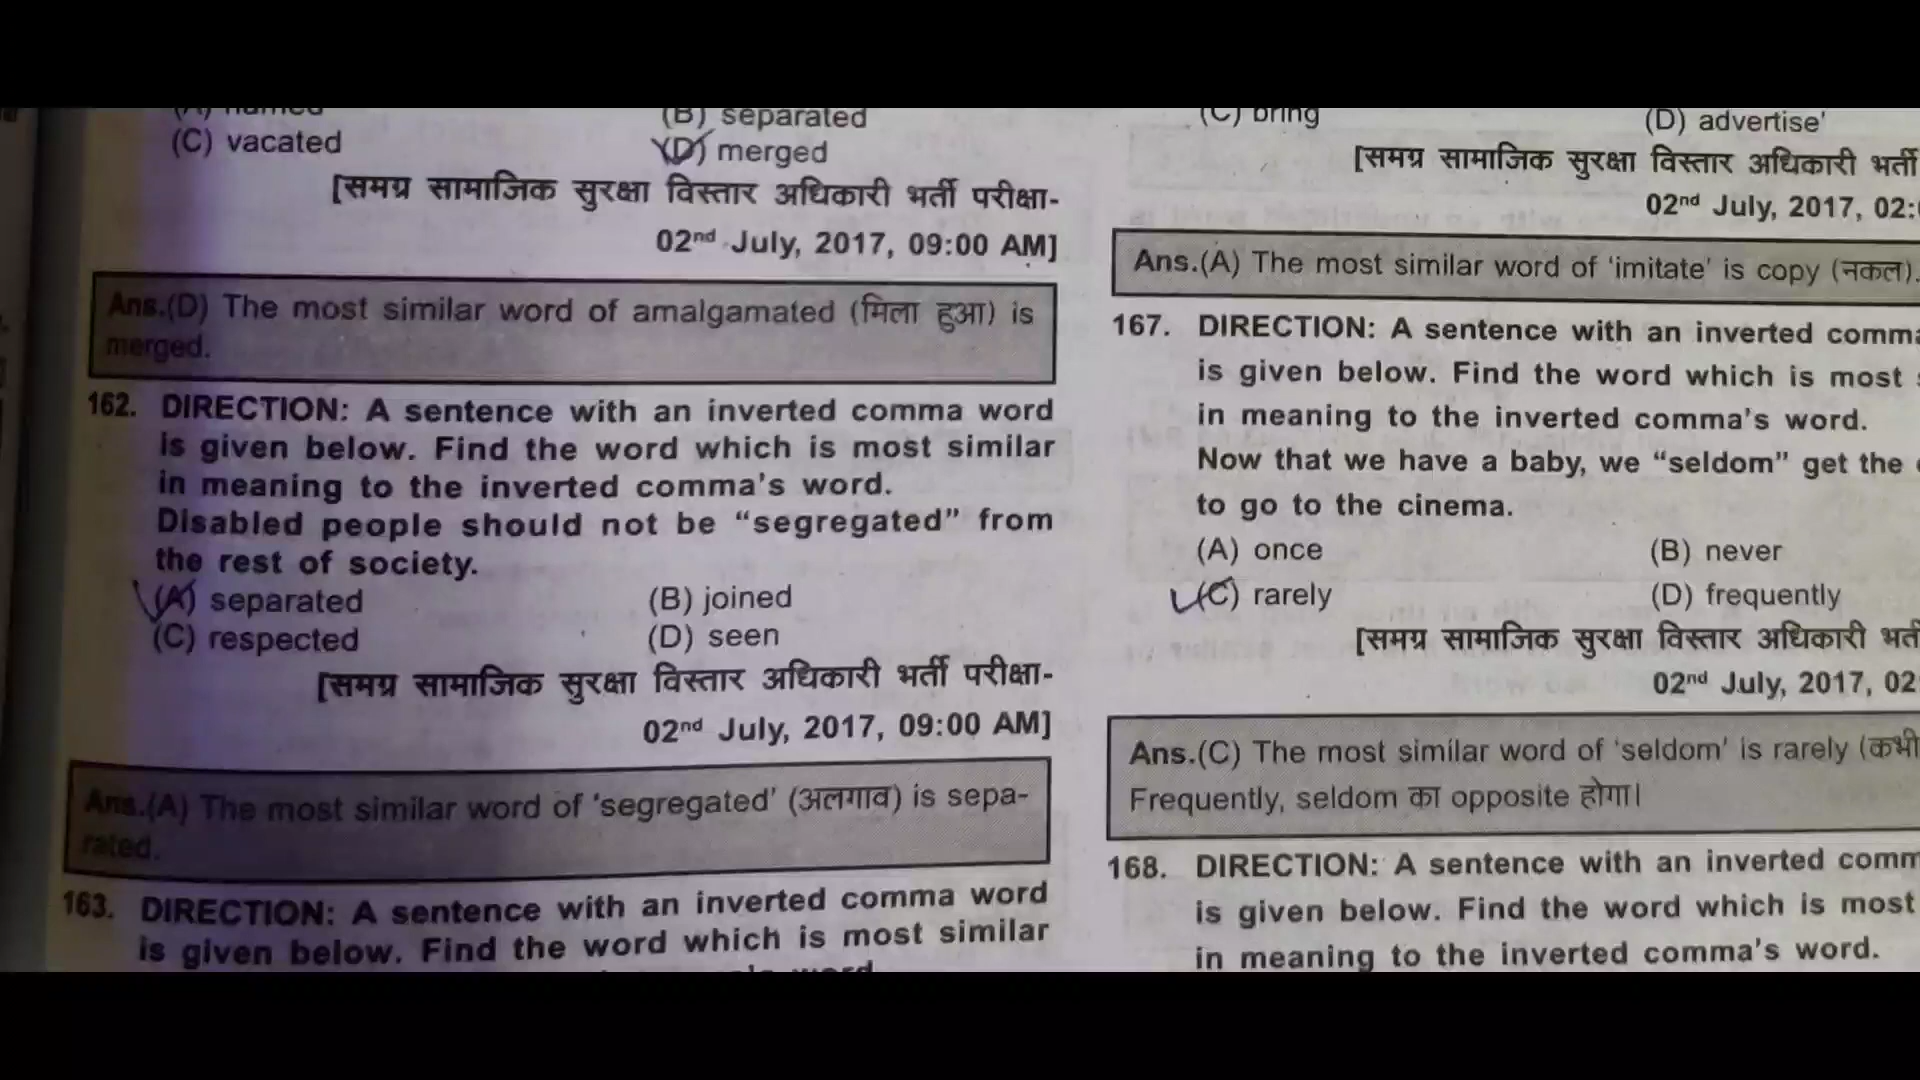 (B) separated
(C) vacated
(D) merged
[समग्र सामाजिक सुरक्षा विस्तार अधिकारी भर्ती परीक्षा-
02nd July, 2017, 09:00 AM]
Ans.(D) The most similar word of amalgamated (मिला हुआ) is
merged.
162. DIRECTION: A sentence with an inverted comma word
is given below. Find the word which is most similar
in meaning to the inverted comma's word.
Disabled people should not be “segregated” from
the rest of society.
(A) separated (B) joined
(C) respected (D) seen
[समग्र सामाजिक सुरक्षा विस्तार अधिकारी भर्ती परीक्षा-
02nd July, 2017, 09:00 AM]
Ans.(A) The most similar word of ‘segregated’ (अलगाव) is sepa-
rated.
163. DIRECTION: A sentence with an inverted comma word
is given below. Find the word which is most similar
(C) bring (D) advertise'
[समग्र सामाजिक सुरक्षा विस्तार अधिकारी भर्ती
02nd July, 2017, 02:
Ans.(A) The most similar word of ‘imitate’ is copy (नकल).
167. DIRECTION: A sentence with an inverted comma
is given below. Find the word which is most
in meaning to the inverted comma's word.
Now that we have a baby, we “seldom” get the
to go to the cinema.
(A) once (B) never
(C) rarely (D) frequently
[समग्र सामाजिक सुरक्षा विस्तार अधिकारी
02nd July, 2017, 02
Ans.(C) The most similar word of ‘seldom’ is rarely (कभी
Frequently, seldom का opposite होगा।
168. DIRECTION: A sentence with an inverted
is given below. Find the word which is most
in meaning to the inverted comma's word.